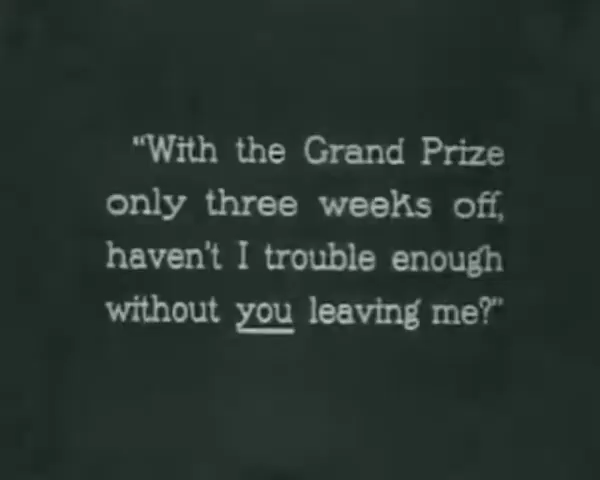 "With the Grand Prize
only three weeks off,
haven't I trouble enough
without you leaving me?"